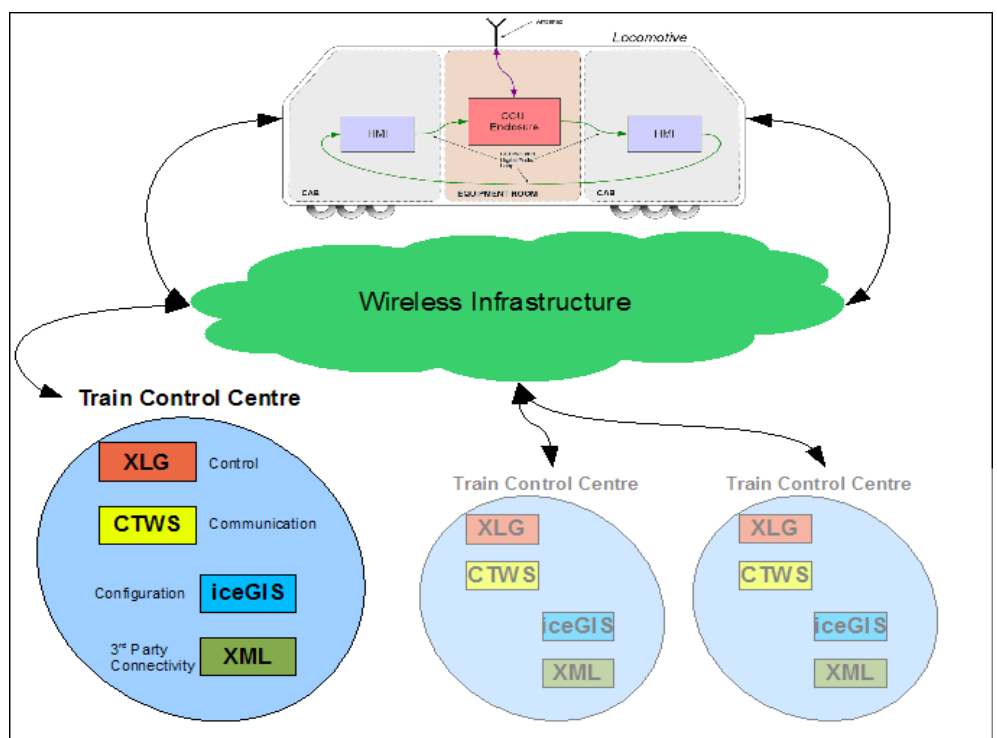 Antenna
Locomotive
CCU
Enclosure
HMI
HMI
CAB
EQUIPMENT ROOM
CAB
Wireless Infrastructure
Train Control Centre
XLG
Control
CTWS
Communication
Configuration
iceGIS
3rd Party
Connectivity
XML
Train Control Centre
XLG
CTWS
iceGIS
XML
Train Control Centre
XLG
CTWS
iceGIS
XML